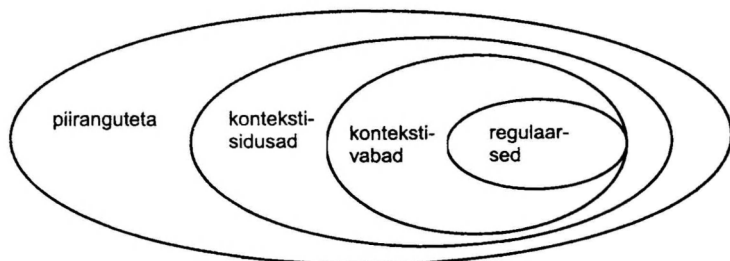 piiranguteta
konteksti-
sidusad
konteksti-
vabad
regulaar-
sed